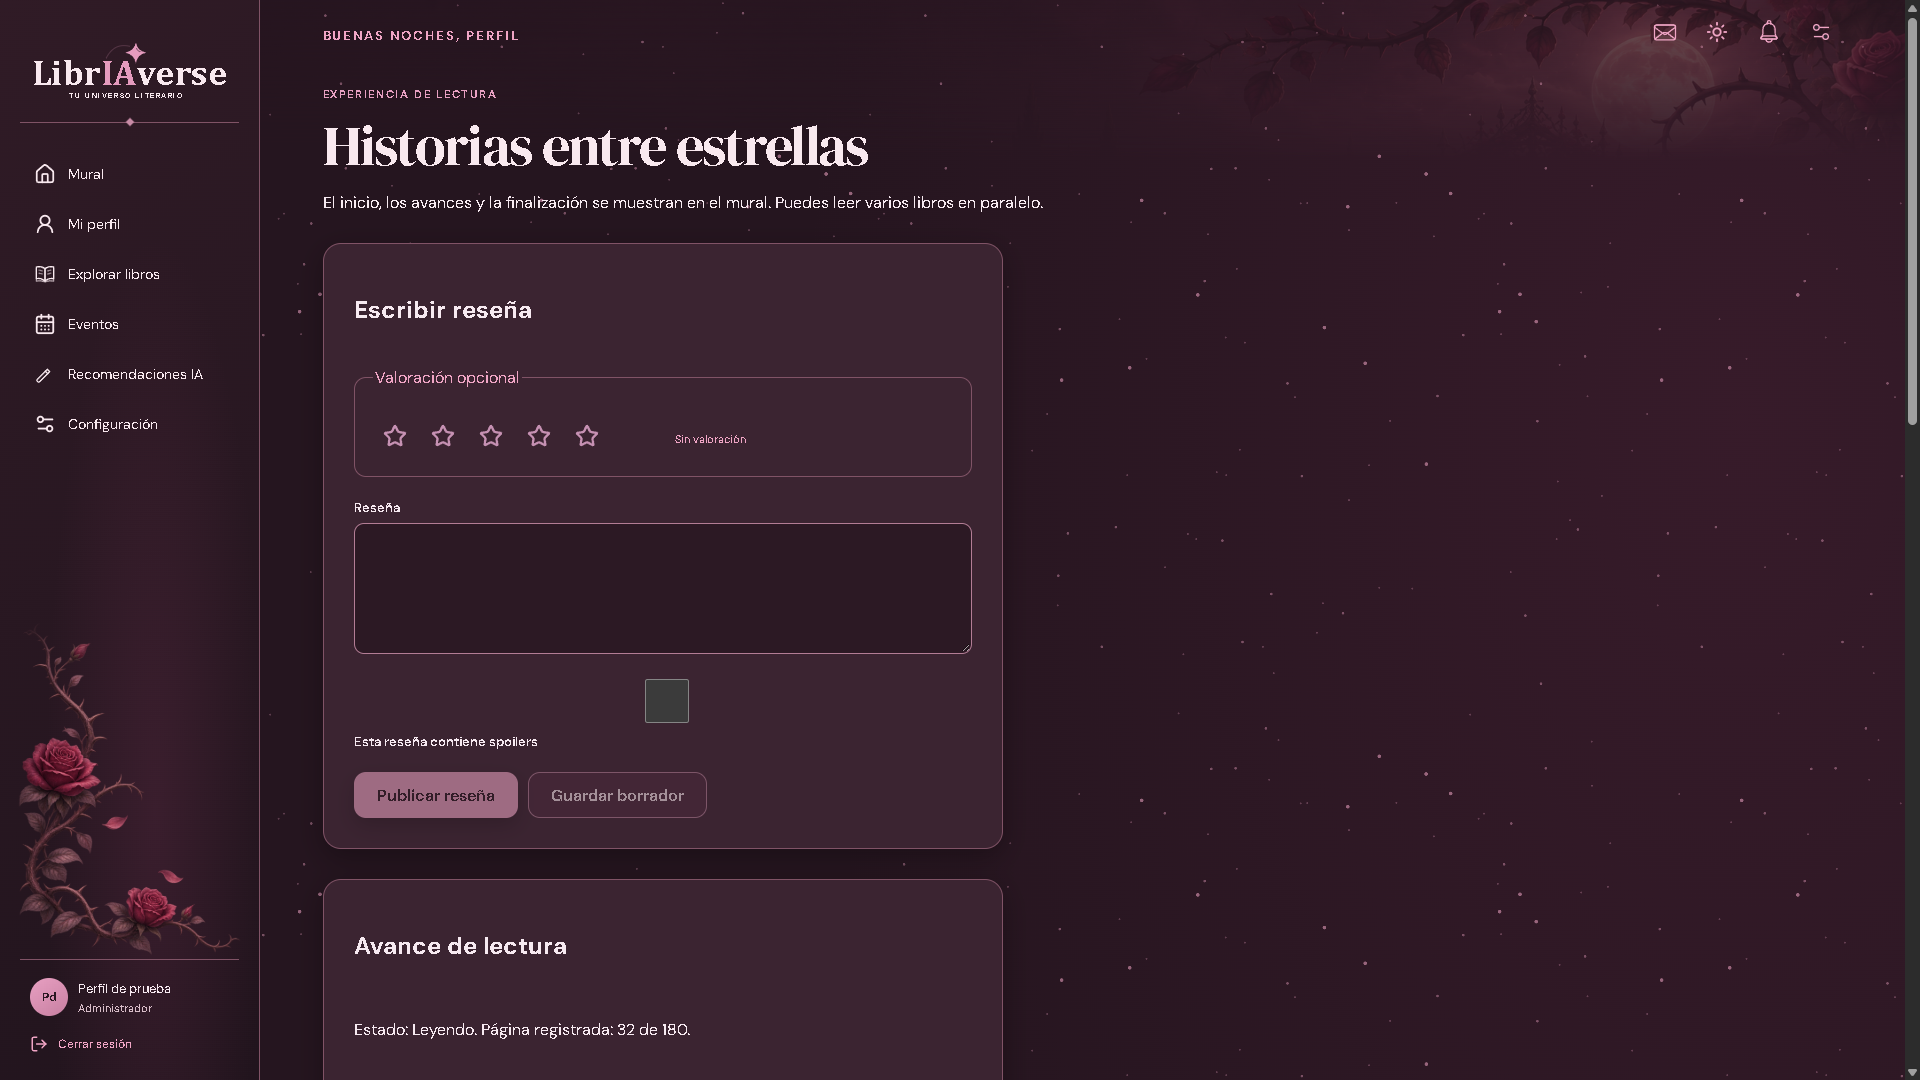 LibrIAverse
TU UNIVERSO LITERARIO
Mural
Mi perfil
Explorar libros
Eventos
Recomendaciones IA
Configuración
Pd
Perfil de prueba
Administrador
Cerrar sesión
BUENAS NOCHES, PERFIL
EXPERIENCIA DE LECTURA
Historias entre estrellas
El inicio, los avances y la finalización se muestran en el mural. Puedes leer varios libros en paralelo.
Escribir reseña
Valoración opcional
Sin valoración
Reseña
Esta reseña contiene spoilers
Publicar reseña
Guardar borrador
Avance de lectura
Estado: Leyendo. Página registrada: 32 de 180.